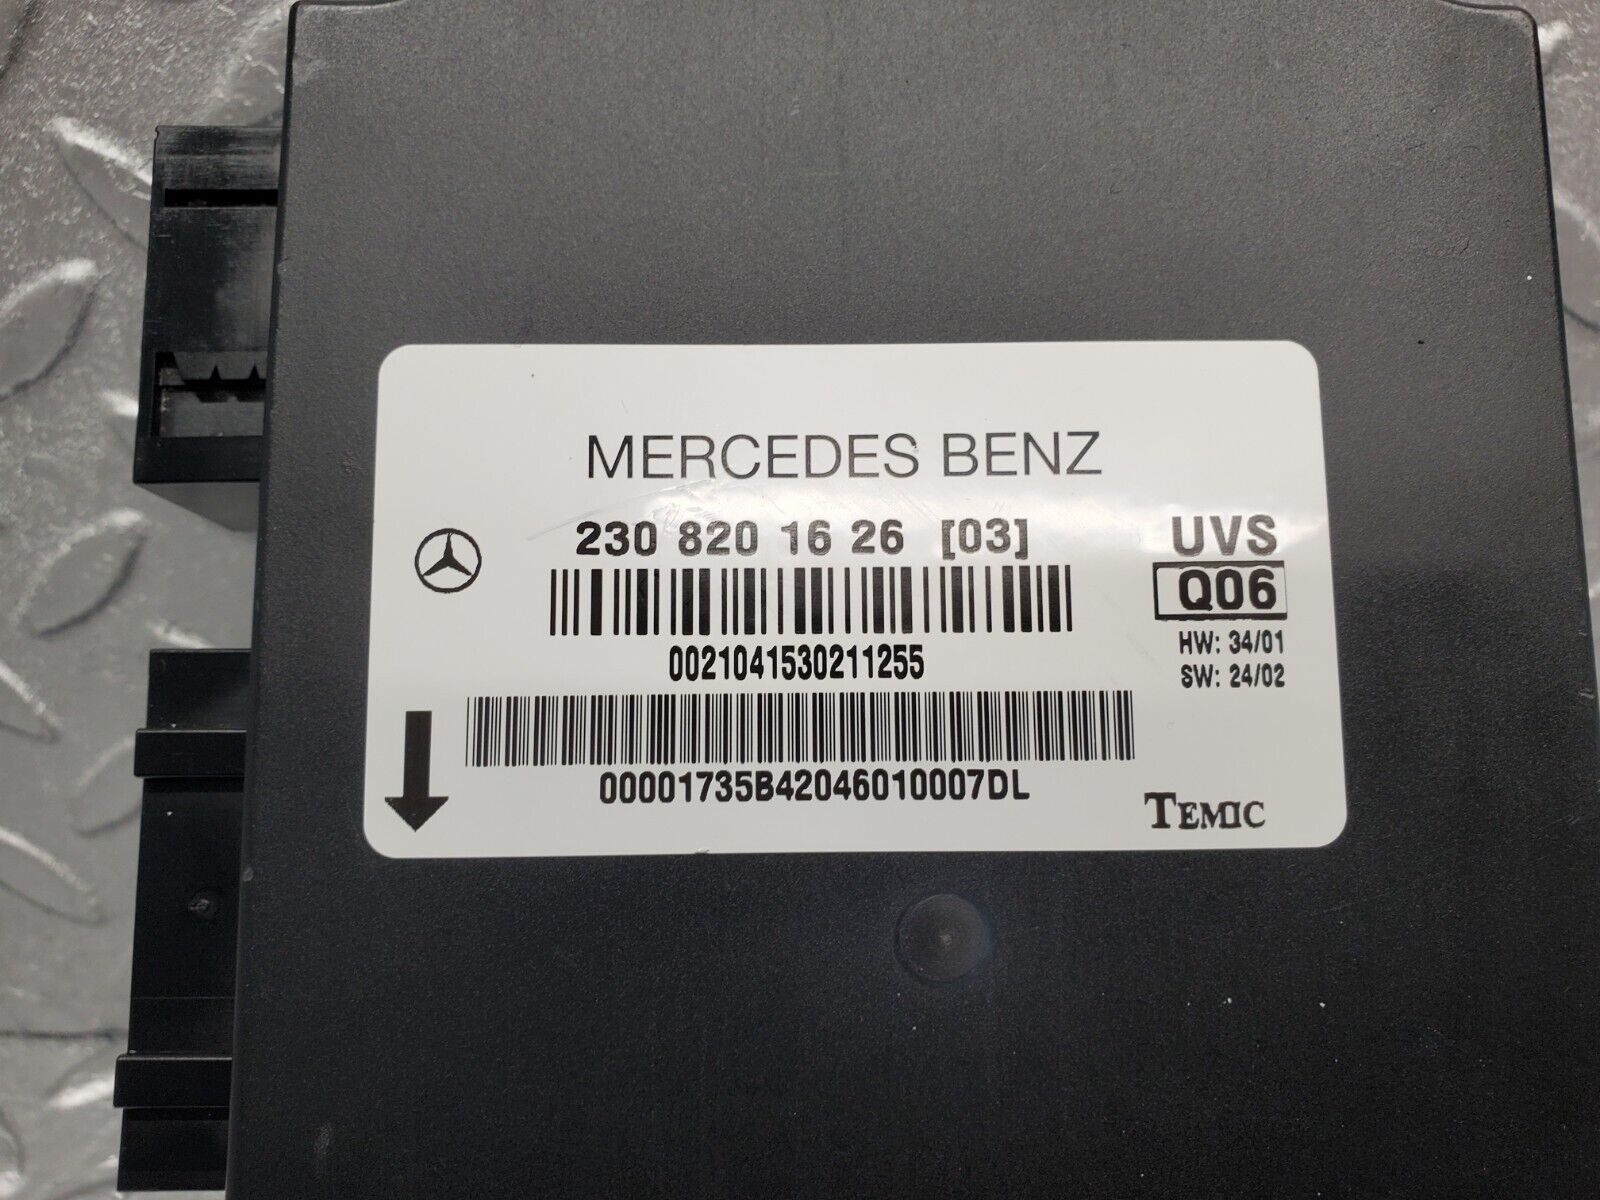 MERCEDES BENZ
230 820 16 26 [03]
UVS
Q06
HW: 34/01
SW: 24/02
0021041530211255
00001735B42046010007DL
TEMIC